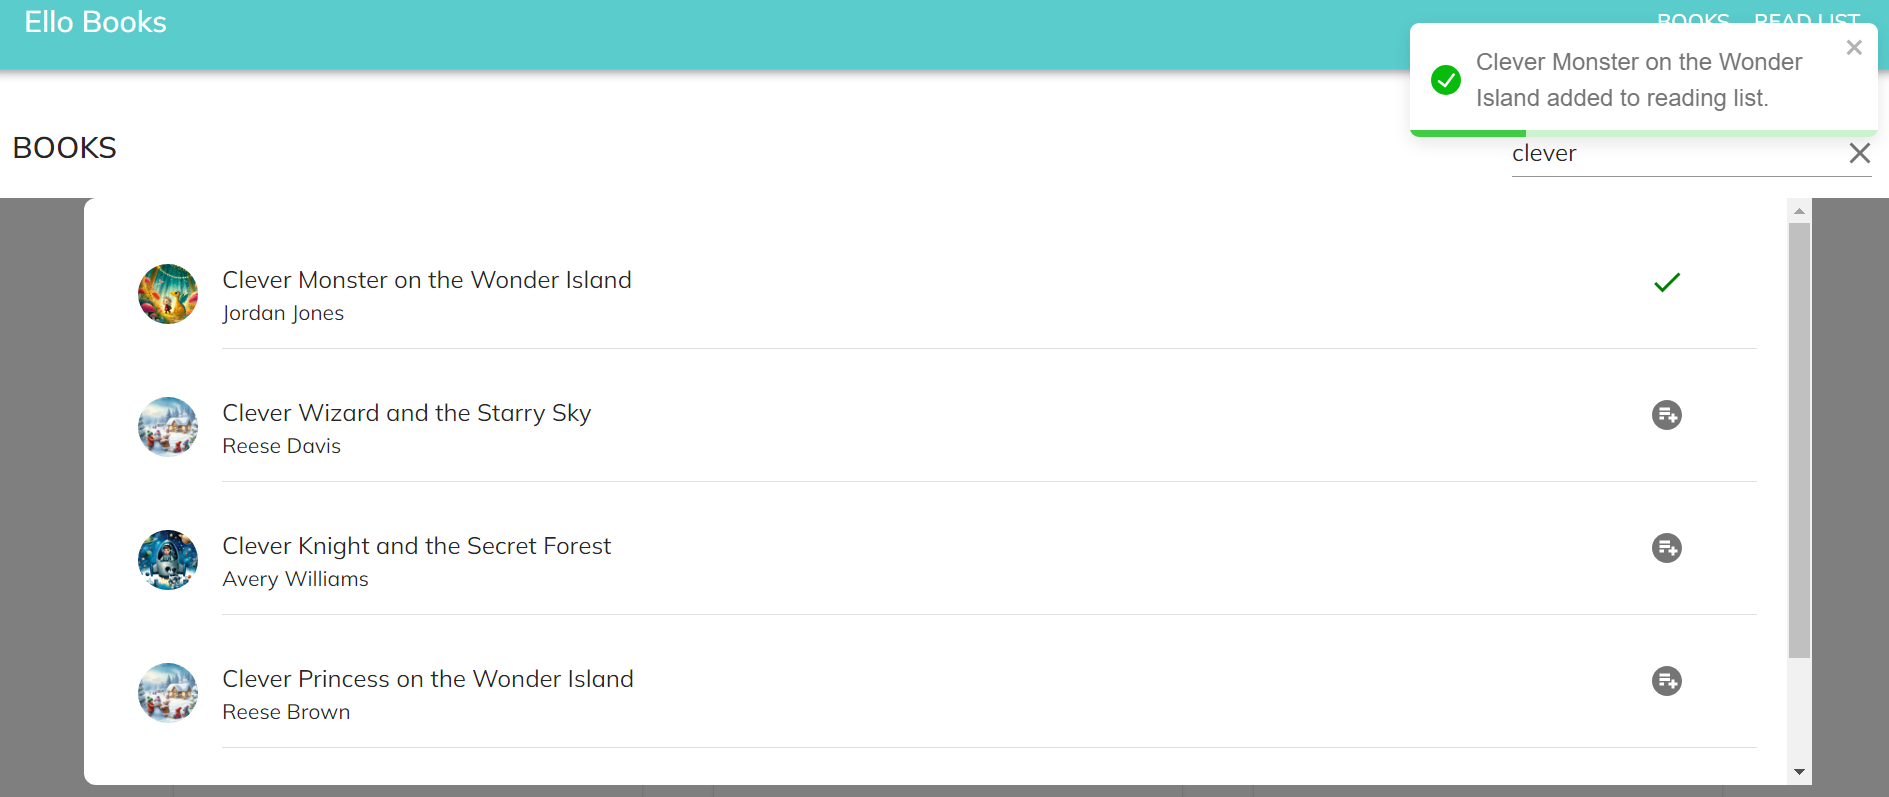 Ello Books
BOOKS READ LIST
Clever Monster on the Wonder
Island added to reading list.
BOOKS
clever
Clever Monster on the Wonder Island
Jordan Jones
Clever Wizard and the Starry Sky
Reese Davis
Clever Knight and the Secret Forest
Avery Williams
Clever Princess on the Wonder Island
Reese Brown